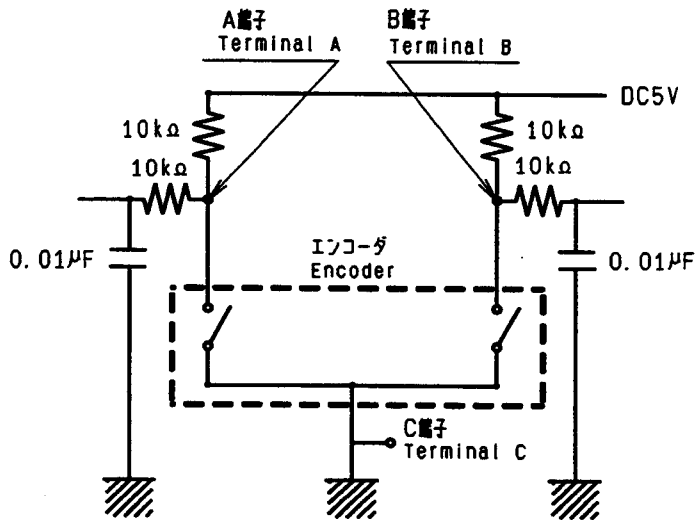 A端子
Terminal A
B端子
Terminal B
DC5V
10kΩ
10kΩ
10kΩ
10kΩ
0.01μF
エンコーダ
Encoder
0.01μF
C端子
Terminal C